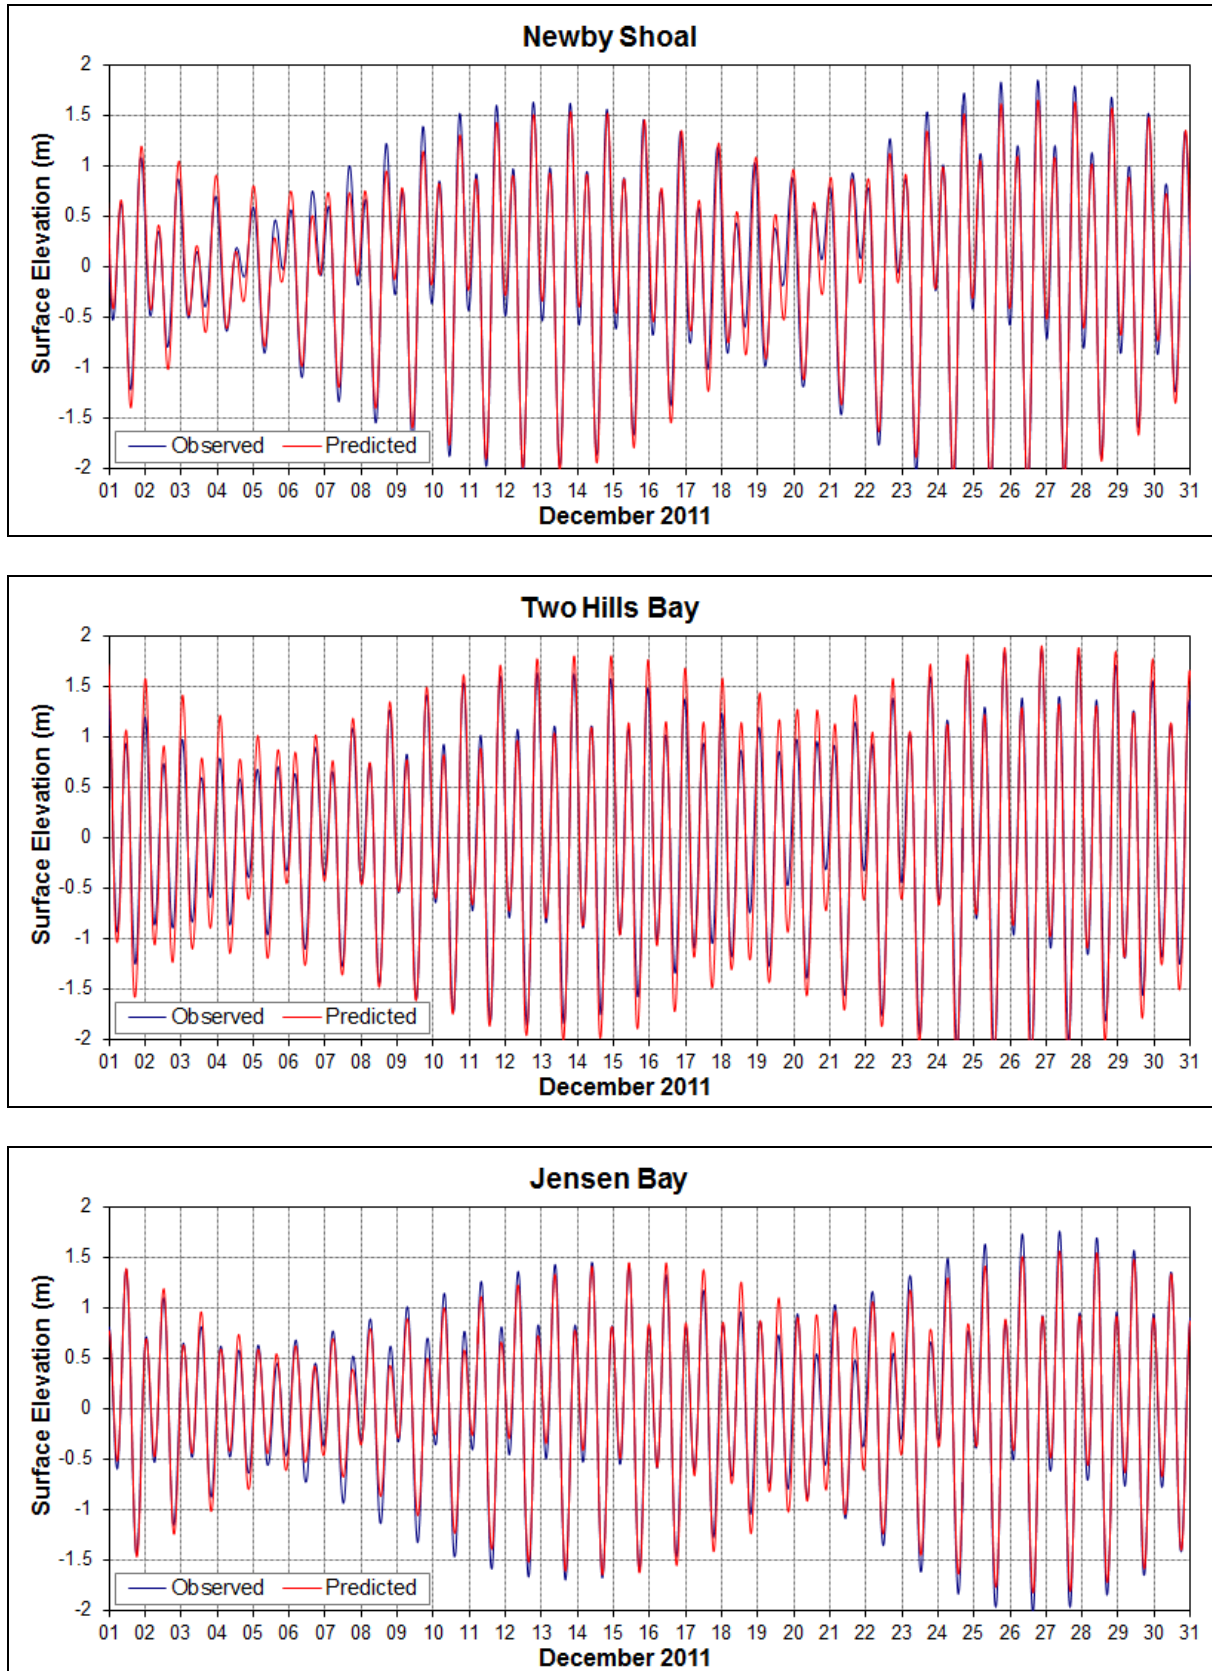 Newby Shoal
Surface Elevation (m)
2
1.5
1
0.5
0
-0.5
-1
-1.5
-2
Observed Predicted
01 02 03 04 05 06 07 08 09 10 11 12 13 14 15 16 17 18 19 20 21 22 23 24 25 26 27 28 29 30 31
December 2011
Two Hills Bay
Surface Elevation (m)
2
1.5
1
0.5
0
-0.5
-1
-1.5
-2
Observed Predicted
01 02 03 04 05 06 07 08 09 10 11 12 13 14 15 16 17 18 19 20 21 22 23 24 25 26 27 28 29 30 31
December 2011
Jensen Bay
Surface Elevation (m)
2
1.5
1
0.5
0
-0.5
-1
-1.5
-2
Observed Predicted
01 02 03 04 05 06 07 08 09 10 11 12 13 14 15 16 17 18 19 20 21 22 23 24 25 26 27 28 29 30 31
December 2011